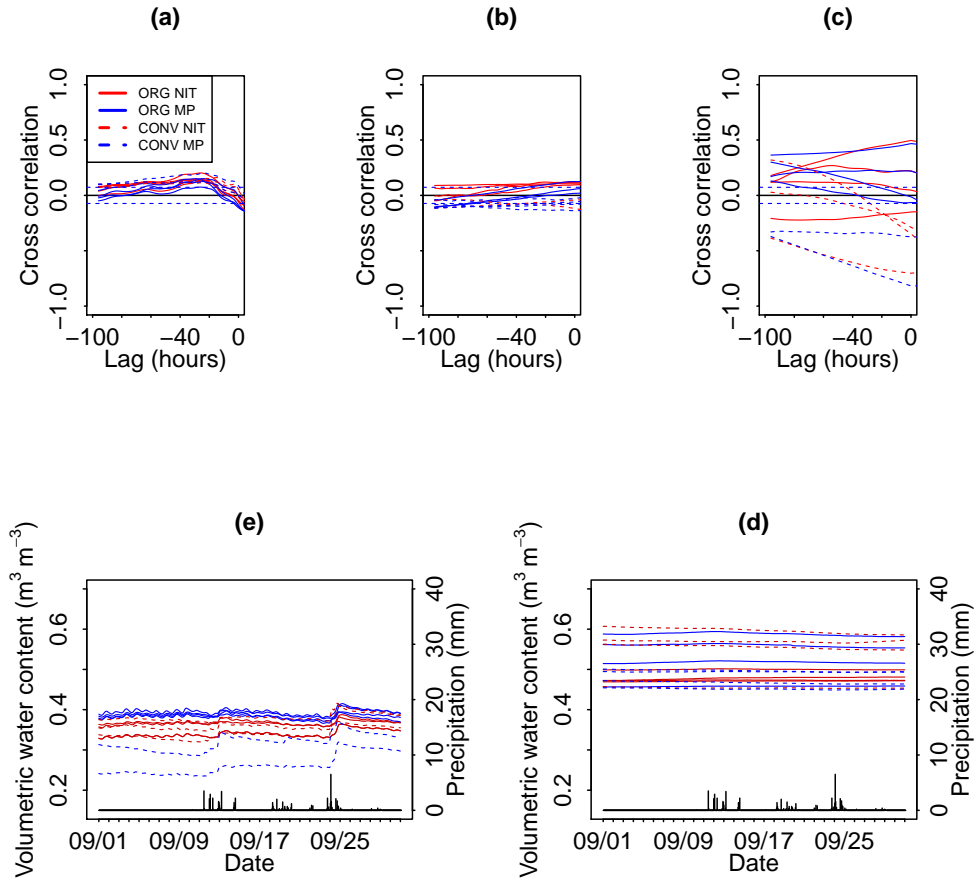 (a)
Cross correlation
1.0
0.5
0.0
−1.0
ORG NIT
ORG MP
CONV NIT
CONV MP
−100
−40
0
Lag (hours)
(b)
Cross correlation
1.0
0.5
0.0
−1.0
−100
−40
0
Lag (hours)
(c)
Cross correlation
1.0
0.5
0.0
−1.0
−100
−40
0
Lag (hours)
(e)
Volumetric water content (m³ m⁻³)
0.6
0.4
0.2
09/01
09/09
09/17
09/25
Date
40
30
20
10
0
Precipitation (mm)
(d)
Volumetric water content (m³ m⁻³)
0.6
0.4
0.2
09/01
09/09
09/17
09/25
Date
40
30
20
10
0
Precipitation (mm)